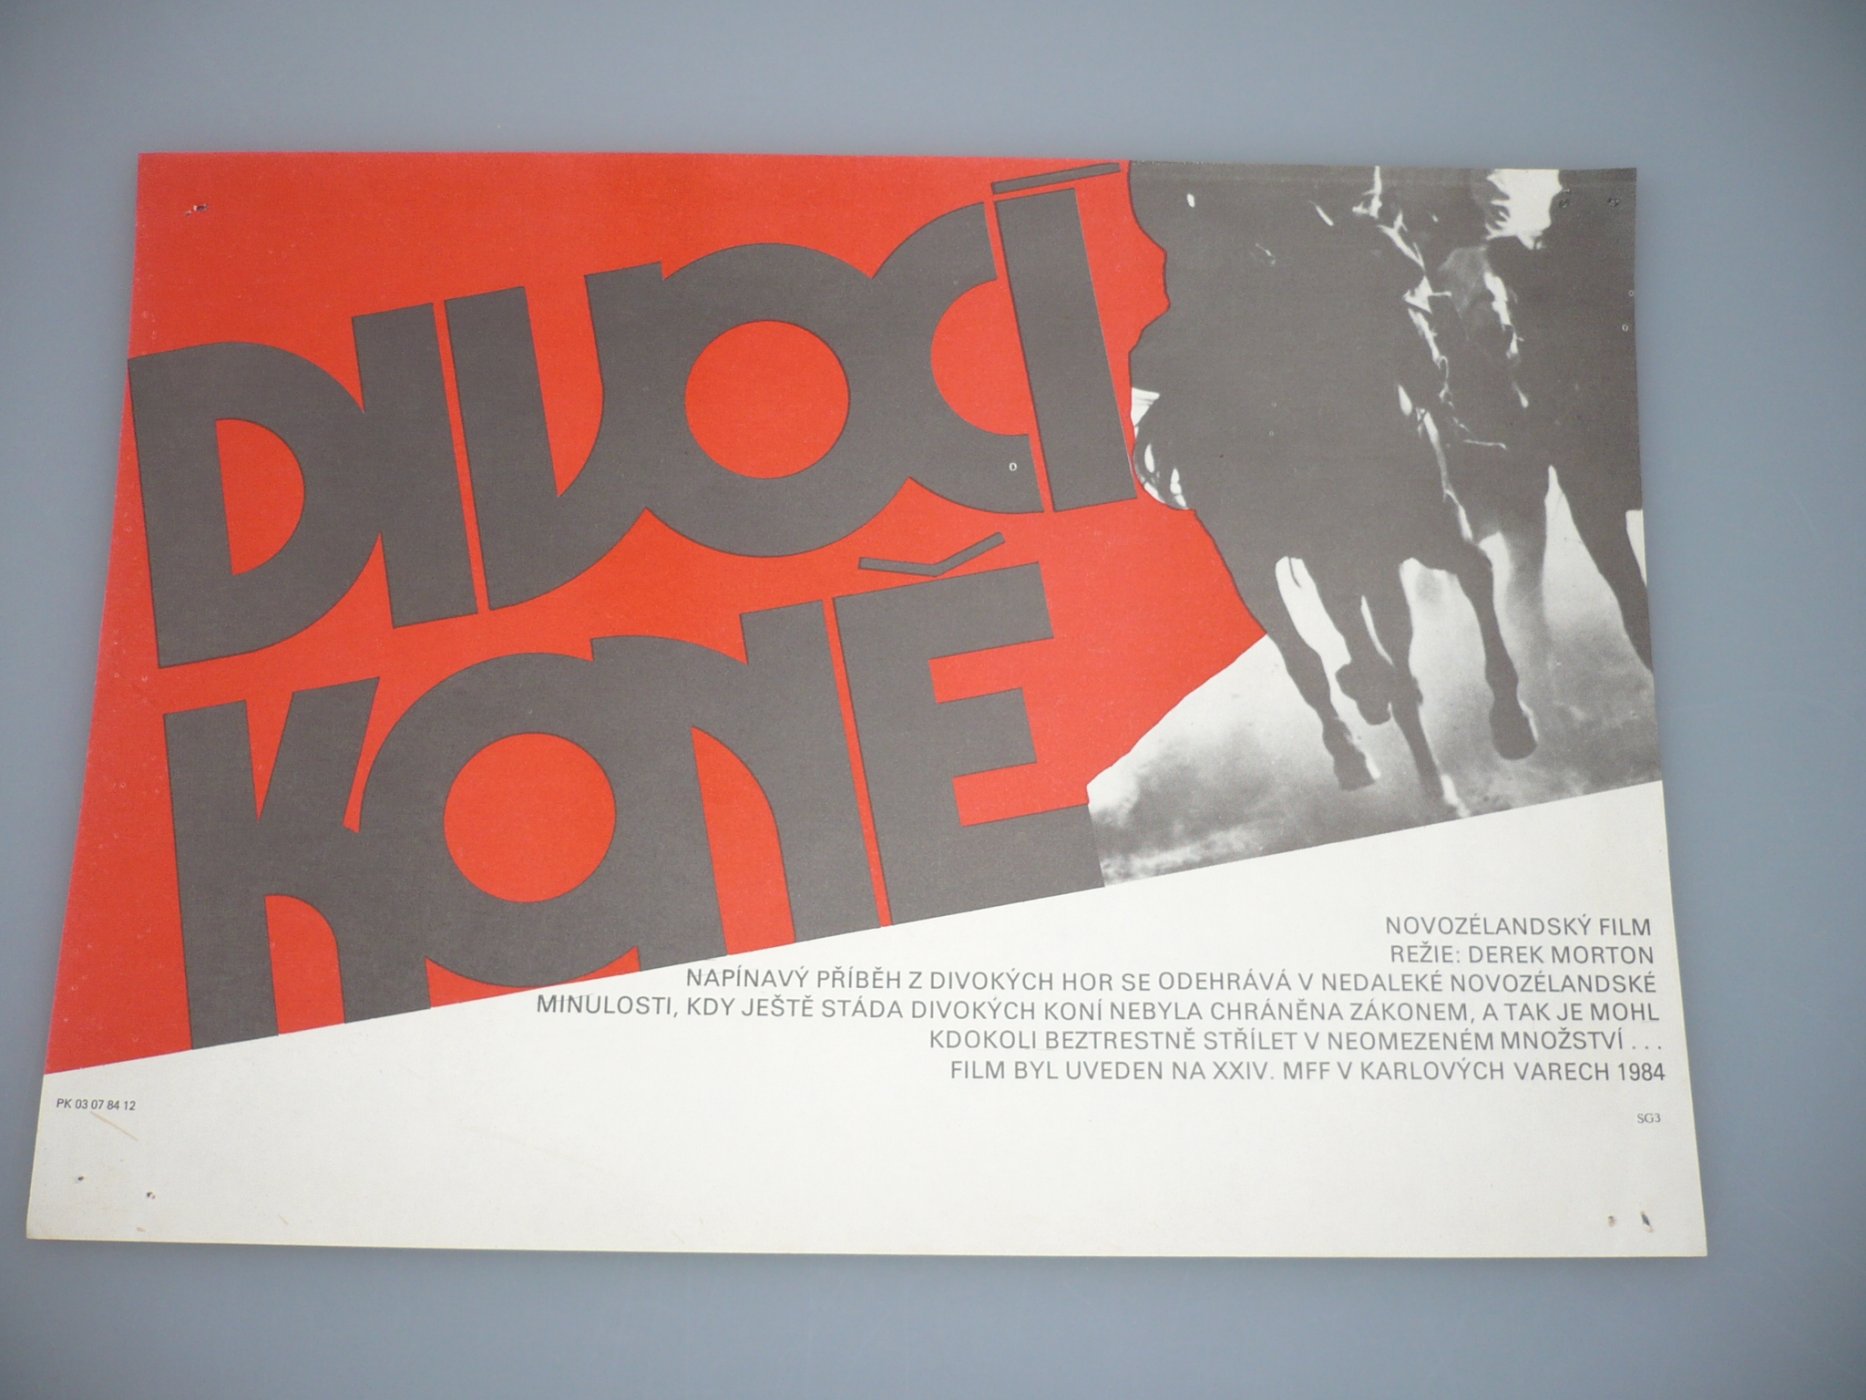 DIVOCÍ
KONĚ
NOVOZÉLANDSKÝ FILM
REŽIE: DEREK MORTON
NAPÍNAVÝ PŘÍBĚH Z DIVOKÝCH HOR SE ODEHRÁVÁ V NEDALEKÉ NOVOZÉLANDSKÉ
MINULOSTI, KDY JEŠTĚ STÁDA DIVOKÝCH KONÍ NEBYLA CHRÁNĚNA ZÁKONEM, A TAK JE MOHL
KDOKOLI BEZTRESTNĚ STŘÍLET V NEOMEZENÉM MNOŽSTVÍ . . .
FILM BYL UVEDEN NA XXIV. MFF V KARLOVÝCH VARECH 1984
PK 03 07 84 12
SG3